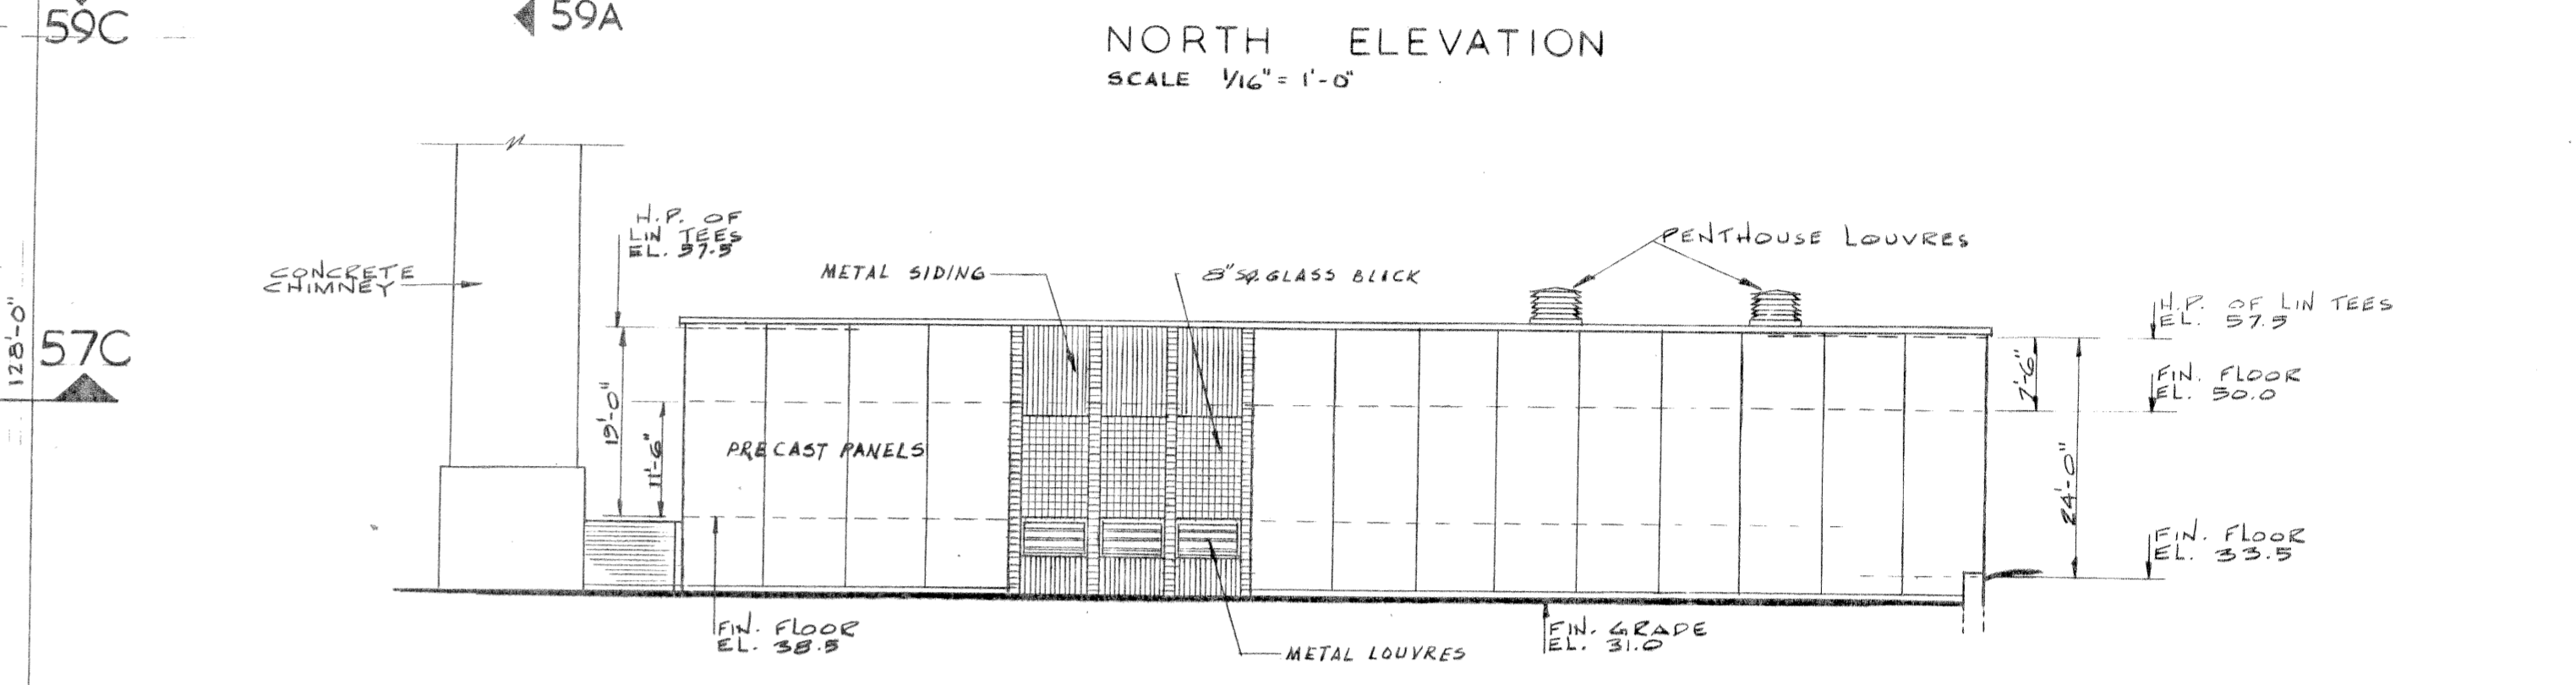 59C
59A
NORTH ELEVATION
SCALE 1/16" = 1'-0"
H.P. OF
LIN TEES
EL. 57.5
CONCRETE
CHIMNEY
METAL SIDING
8" SQ. GLASS BLICK
PENTHOUSE LOUVRES
H.P. OF LIN TEES
EL. 57.5
128'-0"
57C
19'-0"
11'-6"
PRECAST PANELS
7'-6"
FIN. FLOOR
EL. 50.0
24'-0"
FIN. FLOOR
EL. 33.5
FIN. FLOOR
EL. 38.5
METAL LOUVRES
FIN. GRADE
EL. 31.0